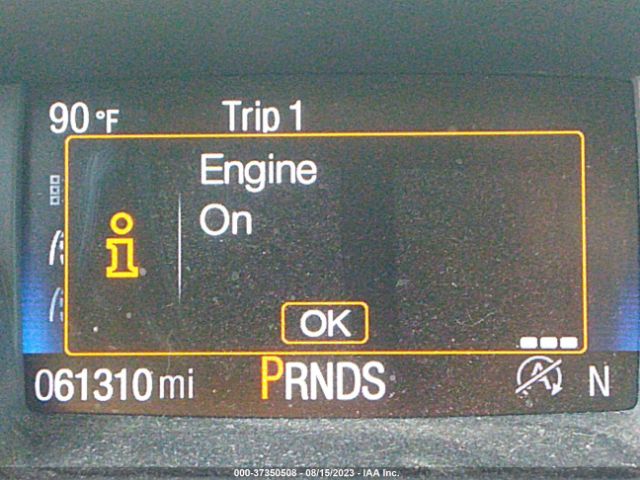 90 °F Trip 1
Engine
On
OK
061310 mi PRNDS A N
000-37350508 - 08/15/2023 - IAA Inc.